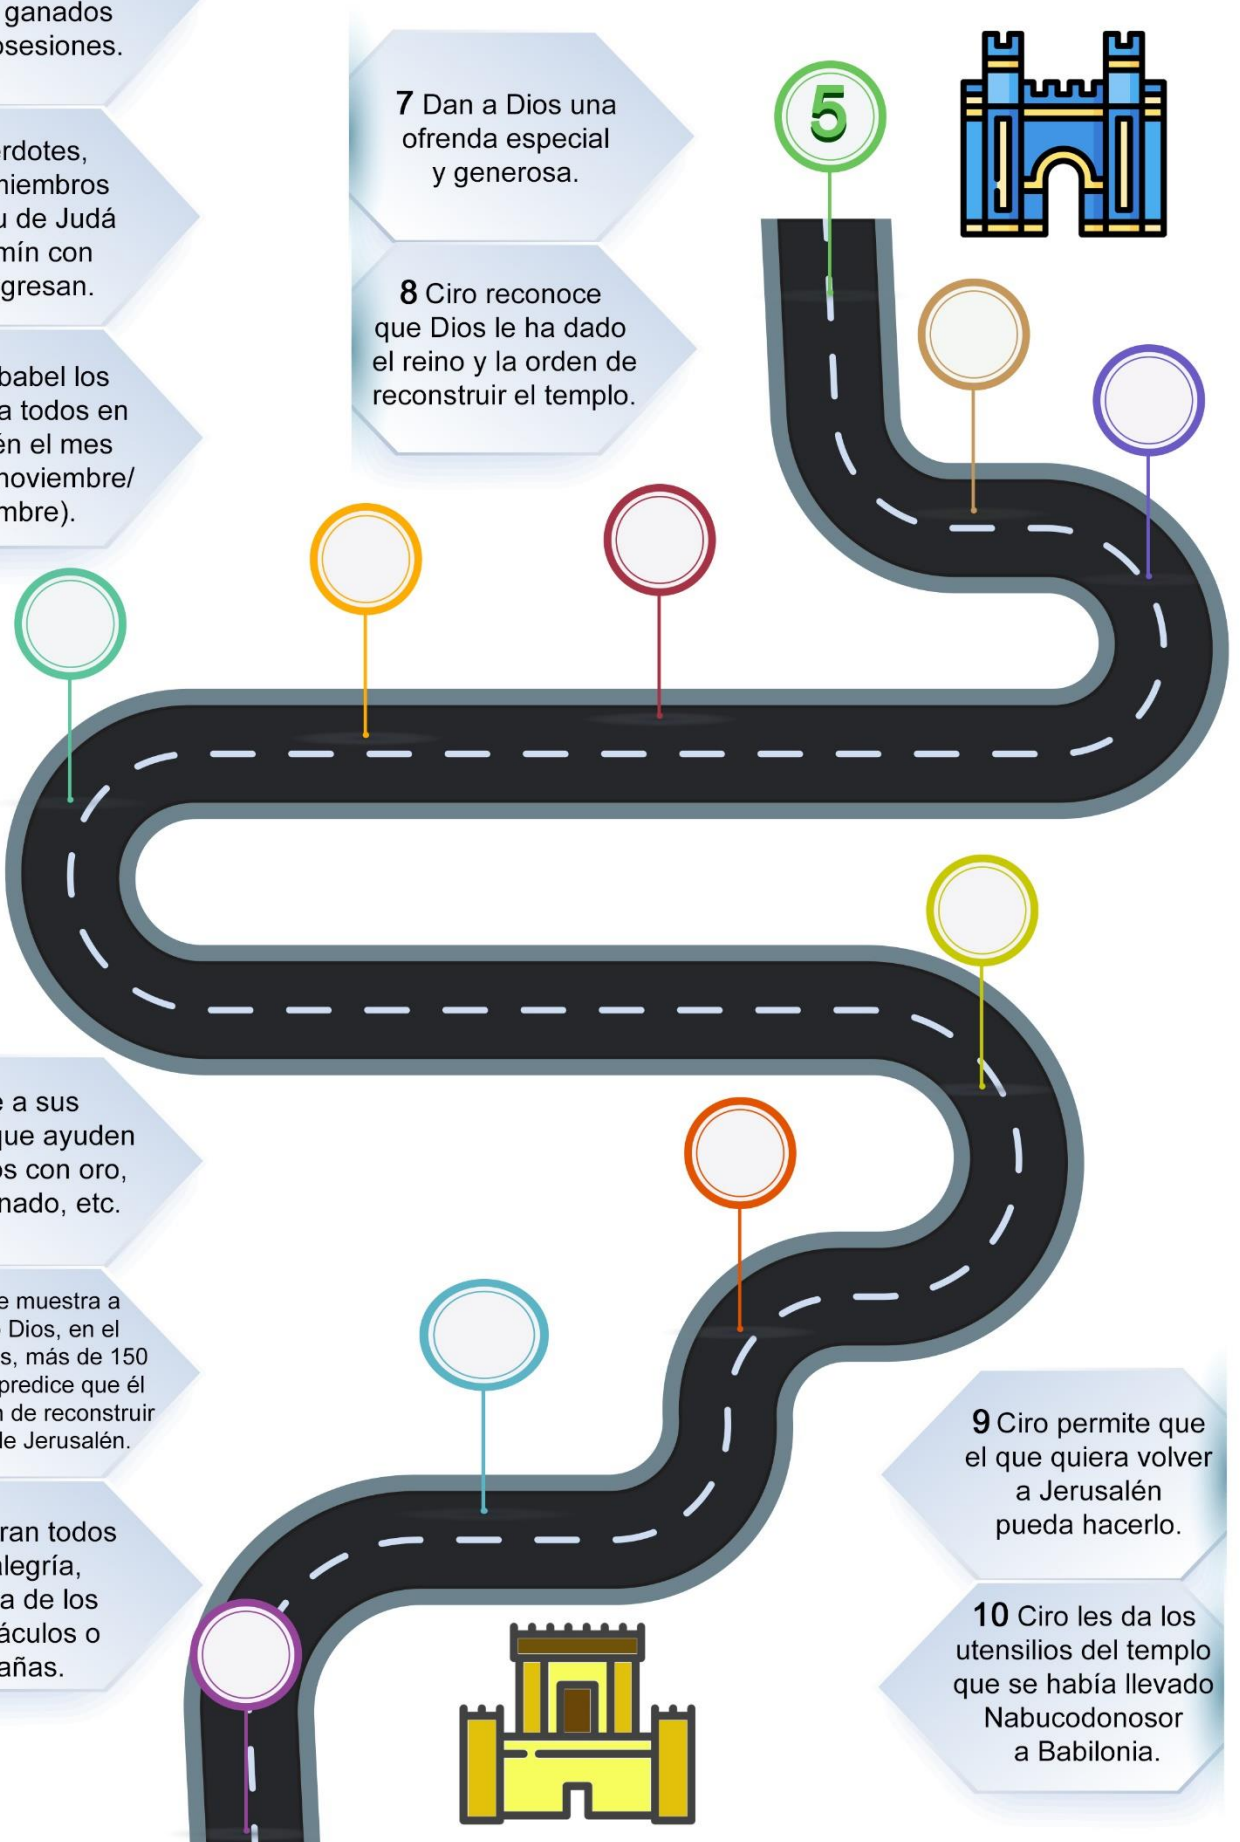 ganados
osesiones.
rdotes,
miembros
u de Judá
mín con
gresan.
babel los
a todos en
én el mes
noviembre/
mbre).
7 Dan a Dios una
ofrenda especial
y generosa.
8 Ciro reconoce
que Dios le ha dado
el reino y la orden de
reconstruir el templo.
5
e a sus
que ayuden
os con oro,
nado, etc.
e muestra a
o Dios, en el
s, más de 150
predice que él
n de reconstruir
de Jerusalén.
ran todos
alegría,
a de los
áculos o
añas.
9 Ciro permite que
el que quiera volver
a Jerusalén
pueda hacerlo.
10 Ciro les da los
utensilios del templo
que se había llevado
Nabucodonosor
a Babilonia.